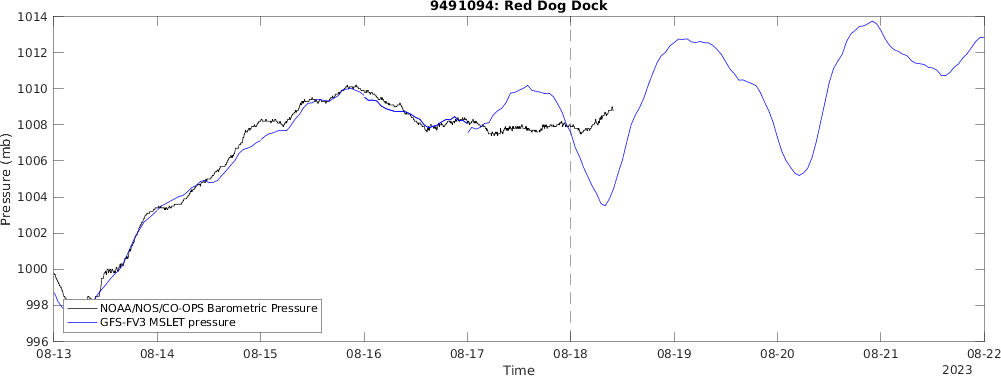 9491094: Red Dog Dock
1014
1012
1010
1008
1006
1004
1002
1000
998
996
Pressure (mb)
NOAA/NOS/CO-OPS Barometric Pressure
GFS-FV3 MSLET pressure
08-13 08-14 08-15 08-16 08-17 08-18 08-19 08-20 08-21 08-22
Time
2023